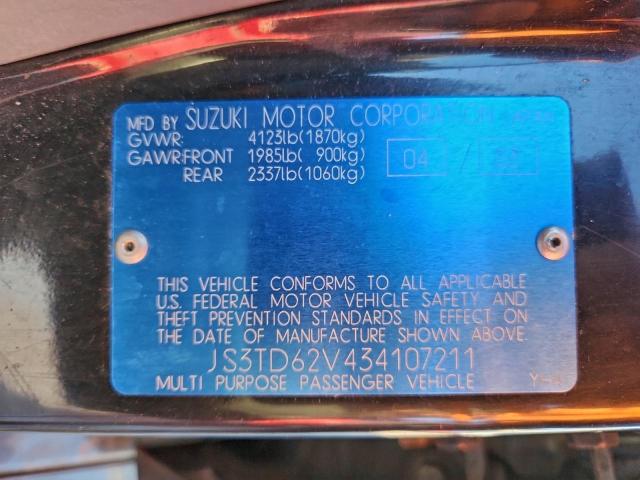 MFD BY SUZUKI MOTOR CORPORATION JAPAN
GVWR: 4123lb(1870kg)
GAWR:FRONT 1985lb( 900kg) 04 /
REAR 2337lb(1060kg)
THIS VEHICLE CONFORMS TO ALL APPLICABLE
U.S. FEDERAL MOTOR VEHICLE SAFETY AND
THEFT PREVENTION STANDARDS IN EFFECT ON
THE DATE OF MANUFACTURE SHOWN ABOVE.
JS3TD62V434107211
MULTI PURPOSE PASSENGER VEHICLE